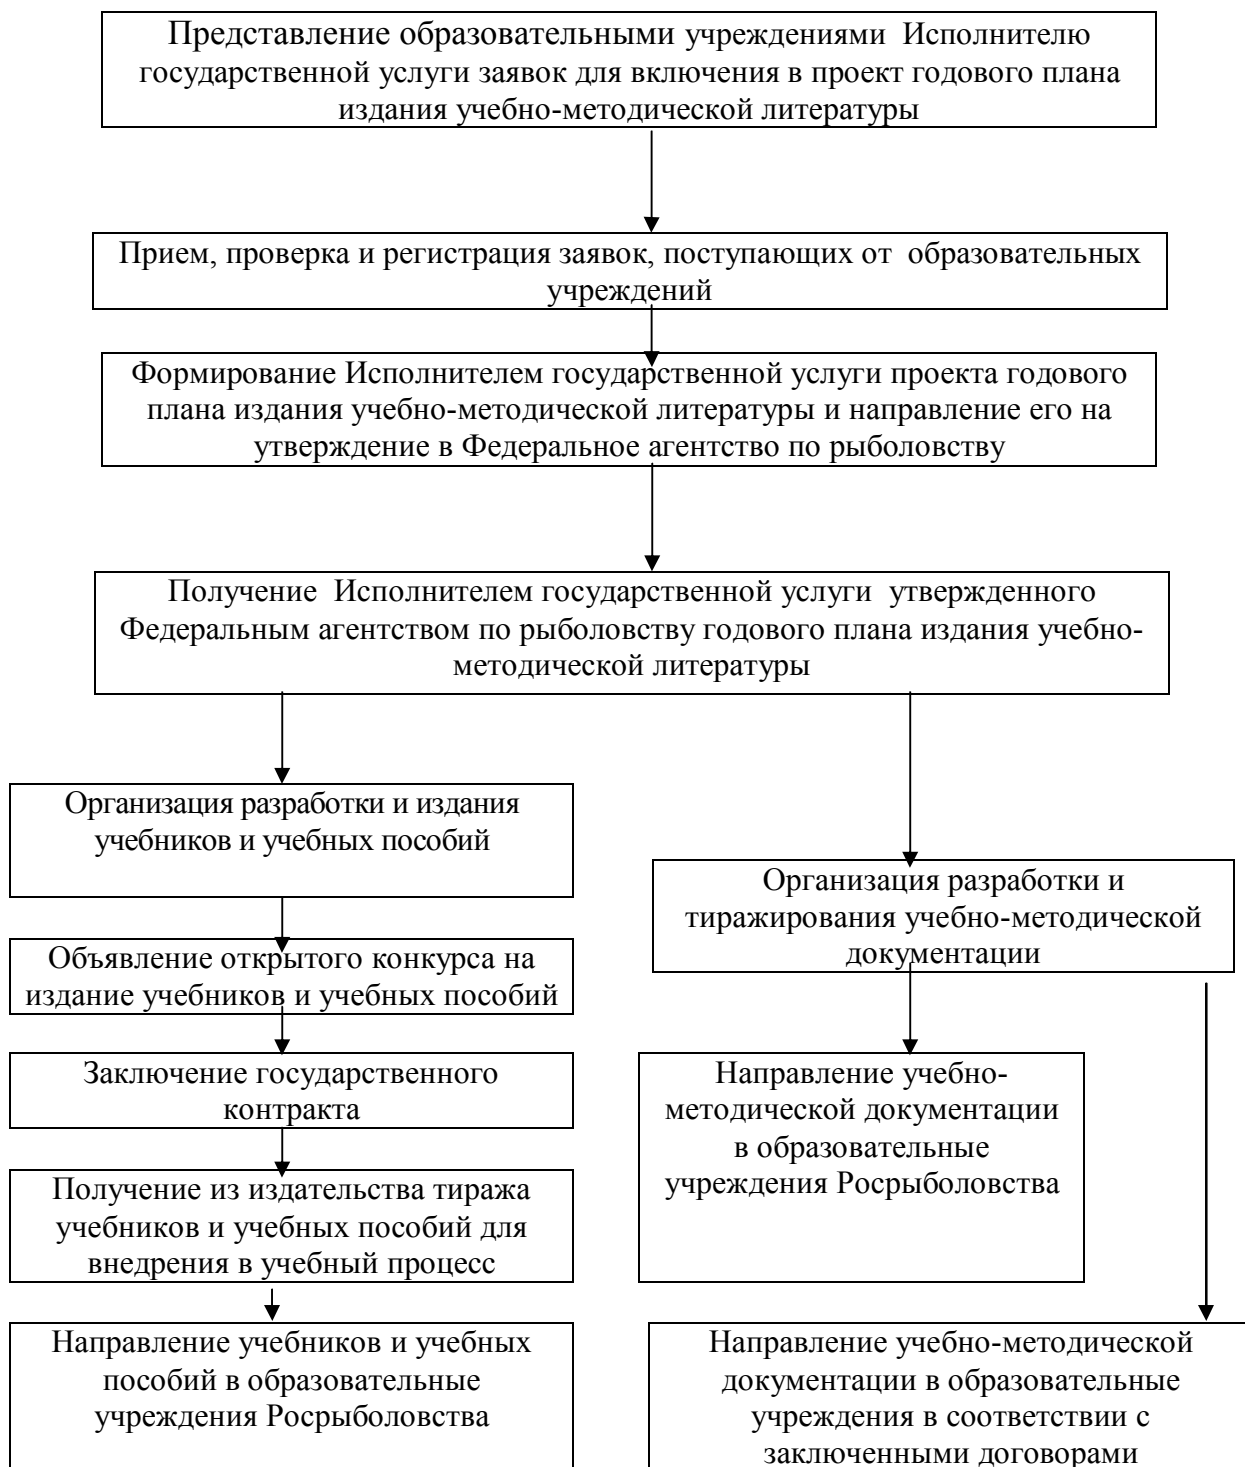 Представление образовательными учреждениями Исполнителю
государственной услуги заявок для включения в проект годового плана
издания учебно-методической литературы
Прием, проверка и регистрация заявок, поступающих от образовательных
учреждений
Формирование Исполнителем государственной услуги проекта годового
плана издания учебно-методической литературы и направление его на
утверждение в Федеральное агентство по рыболовству
Получение Исполнителем государственной услуги утвержденного
Федеральным агентством по рыболовству годового плана издания учебно-
методической литературы
Организация разработки и издания
учебников и учебных пособий
Объявление открытого конкурса на
издание учебников и учебных пособий
Заключение государственного
контракта
Получение из издательства тиража
учебников и учебных пособий для
внедрения в учебный процесс
Направление учебников и учебных
пособий в образовательные
учреждения Росрыболовства
Организация разработки и
тиражирования учебно-методической
документации
Направление учебно-
методической документации
в образовательные
учреждения Росрыболовства
Направление учебно-методической
документации в образовательные
учреждения в соответствии с
заключенными договорами